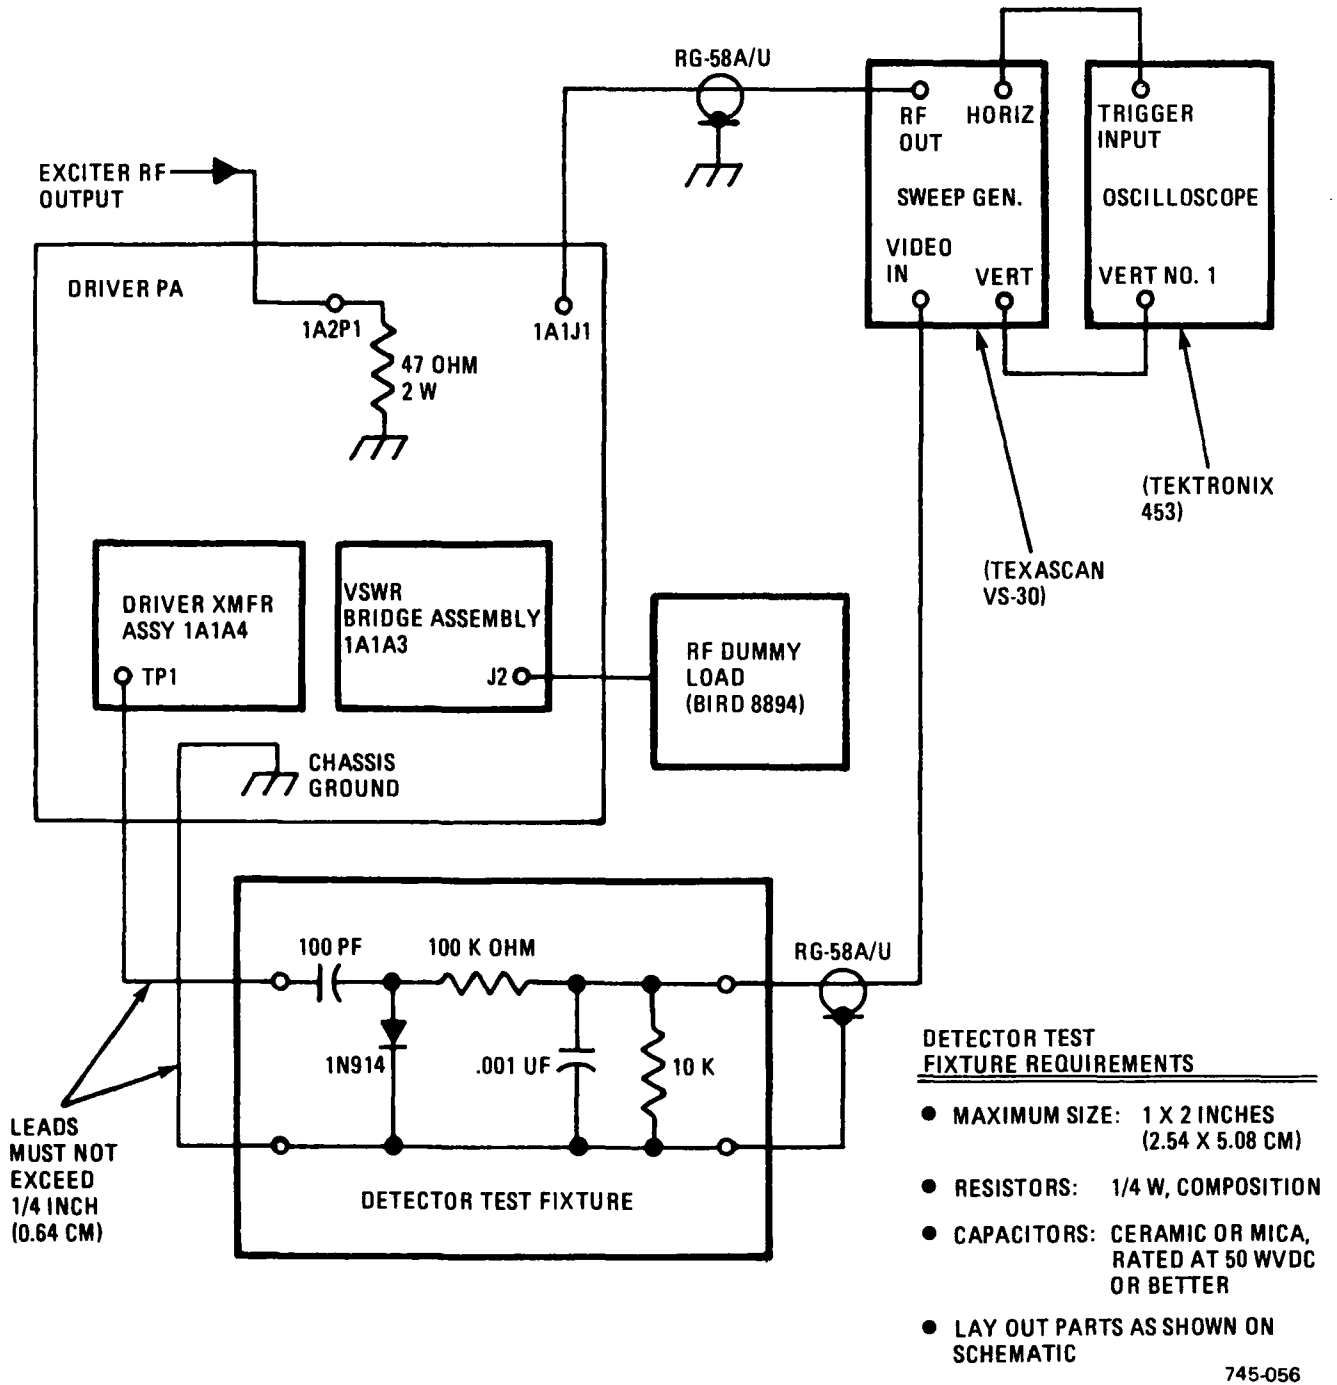 RG-58A/U
RF
OUT
HORIZ
TRIGGER
INPUT
SWEEP GEN.
OSCILLOSCOPE
VIDEO
IN
VERT
VERT NO. 1
EXCITER RF
OUTPUT
DRIVER PA
1A2P1
1A1J1
47 OHM
2 W
(TEKTRONIX
453)
(TEXASCAN
VS-30)
DRIVER XMFR
ASSY 1A1A4
TP1
VSWR
BRIDGE ASSEMBLY
1A1A3
J2
RF DUMMY
LOAD
(BIRD 8894)
CHASSIS
GROUND
100 PF
100 K OHM
RG-58A/U
1N914
.001 UF
10 K
LEADS
MUST NOT
EXCEED
1/4 INCH
(0.64 CM)
DETECTOR TEST FIXTURE
DETECTOR TEST
FIXTURE REQUIREMENTS
● MAXIMUM SIZE: 1 X 2 INCHES
(2.54 X 5.08 CM)
● RESISTORS: 1/4 W, COMPOSITION
● CAPACITORS: CERAMIC OR MICA,
RATED AT 50 WVDC
OR BETTER
● LAY OUT PARTS AS SHOWN ON
SCHEMATIC
745-056